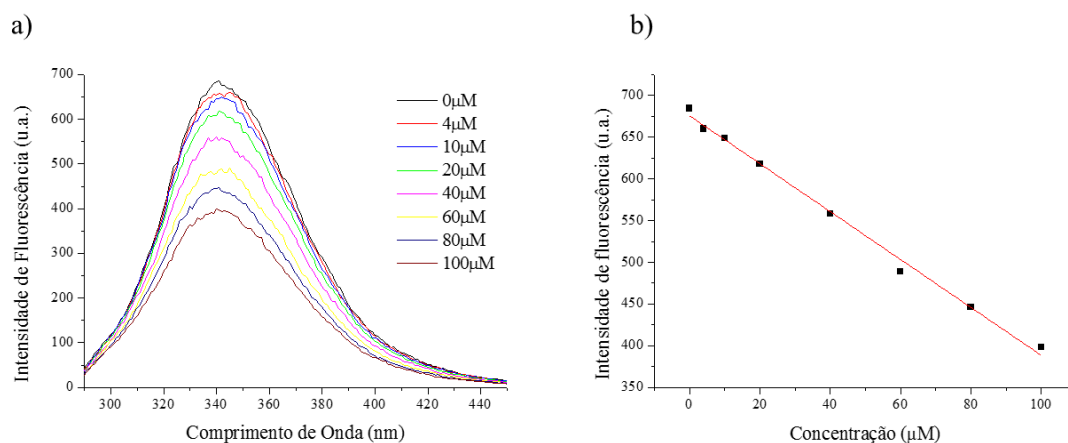 a)
700
600
500
400
300
200
100
0
Intensidade de Fluorescência (u.a.)
300
320
340
360
380
400
420
440
Comprimento de Onda (nm)
0µM
4µM
10µM
20µM
40µM
60µM
80µM
100µM
b)
700
650
600
550
500
450
400
350
Intensidade de fluorescência (u.a.)
0
20
40
60
80
100
Concentração (µM)